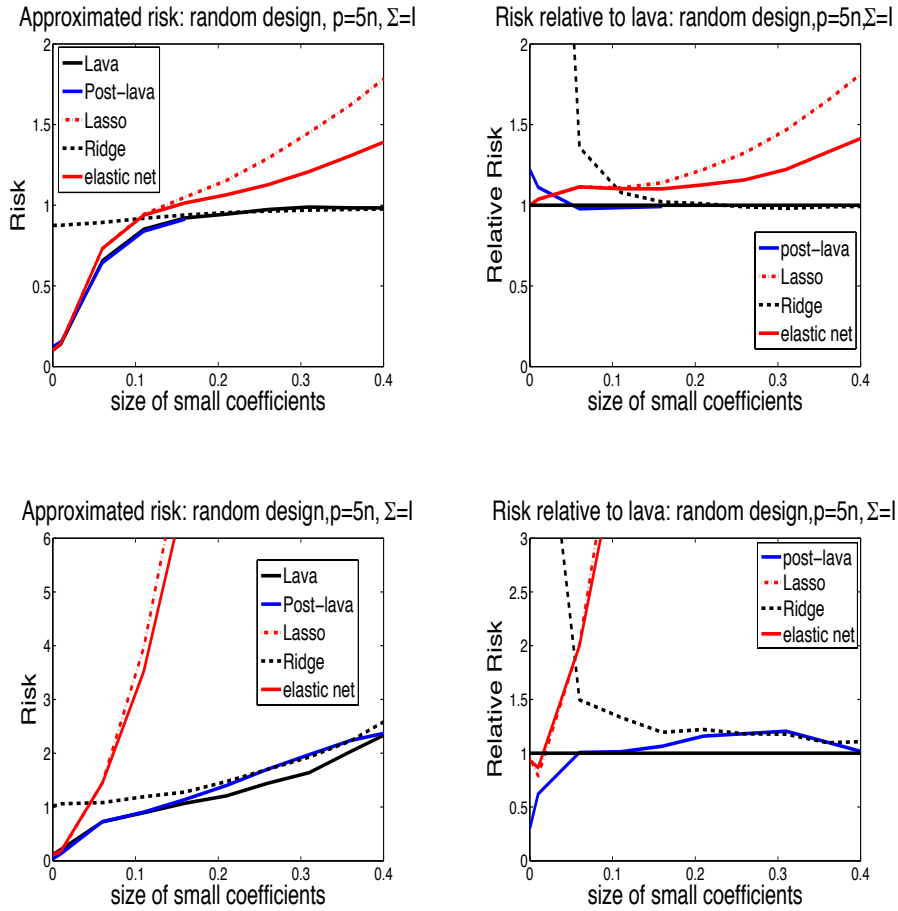 Approximated risk: random design, p=5n, Σ=I
2
1.5
1
0.5
0
Risk
Lava
Post-lava
Lasso
Ridge
elastic net
0
0.1
0.2
0.3
0.4
size of small coefficients
Risk relative to lava: random design,p=5n,Σ=I
2
1.5
1
0.5
0
Relative Risk
post-lava
Lasso
Ridge
elastic net
0
0.1
0.2
0.3
0.4
size of small coefficients
Approximated risk: random design,p=5n, Σ=I
6
5
4
3
2
1
0
Risk
Lava
Post-lava
Lasso
Ridge
elastic net
0
0.1
0.2
0.3
0.4
size of small coefficients
Risk relative to lava: random design,p=5n,Σ=I
3
2.5
2
1.5
1
0.5
0
Relative Risk
post-lava
Lasso
Ridge
elastic net
0
0.1
0.2
0.3
0.4
size of small coefficients